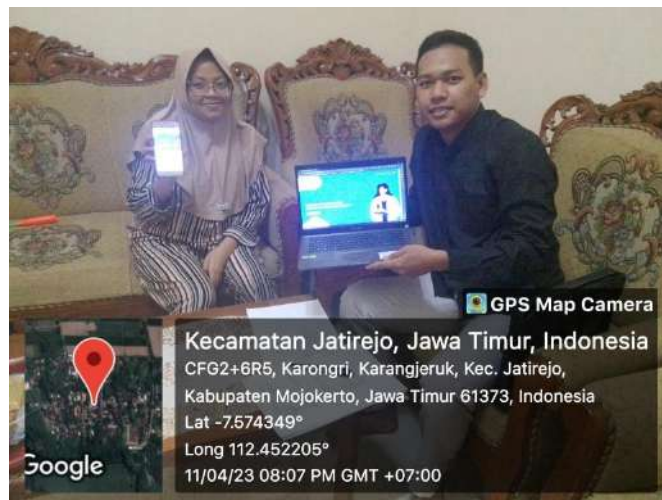 GPS Map Camera
Kecamatan Jatirejo, Jawa Timur, Indonesia
CFG2+6R5, Karongri, Karangjeruk, Kec. Jatirejo,
Kabupaten Mojokerto, Jawa Timur 61373, Indonesia
Lat -7.574349°
Long 112.452205°
11/04/23 08:07 PM GMT +07:00
Google